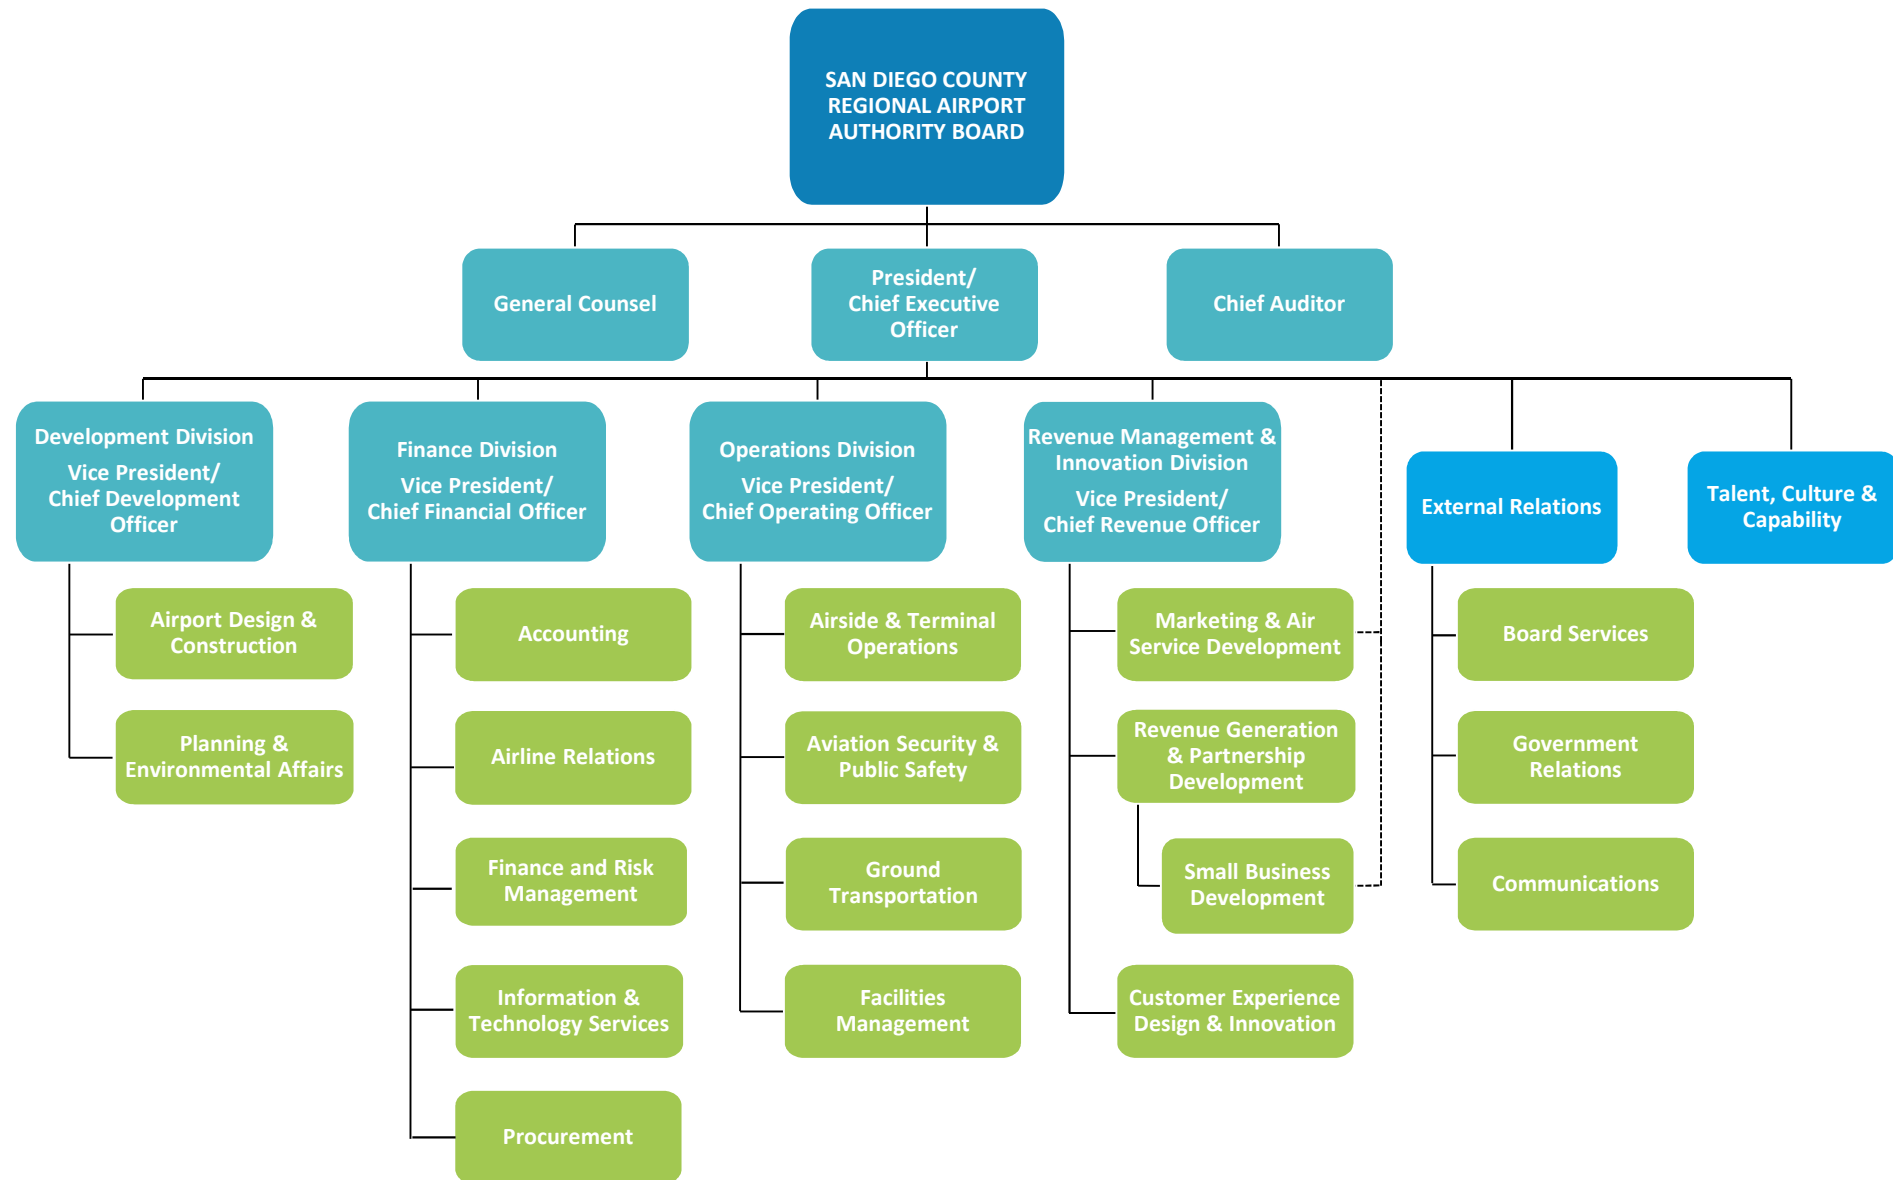 SAN DIEGO COUNTY
REGIONAL AIRPORT
AUTHORITY BOARD
General Counsel
President/
Chief Executive
Officer
Chief Auditor
Development Division
Vice President/
Chief Development
Officer
Finance Division
Vice President/
Chief Financial Officer
Operations Division
Vice President/
Chief Operating Officer
Revenue Management &
Innovation Division
Vice President/
Chief Revenue Officer
External Relations
Talent, Culture &
Capability
Airport Design &
Construction
Planning &
Environmental Affairs
Accounting
Airline Relations
Finance and Risk
Management
Information &
Technology Services
Procurement
Airside & Terminal
Operations
Aviation Security &
Public Safety
Ground
Transportation
Facilities
Management
Marketing & Air
Service Development
Revenue Generation
& Partnership
Development
Small Business
Development
Customer Experience
Design & Innovation
Board Services
Government
Relations
Communications